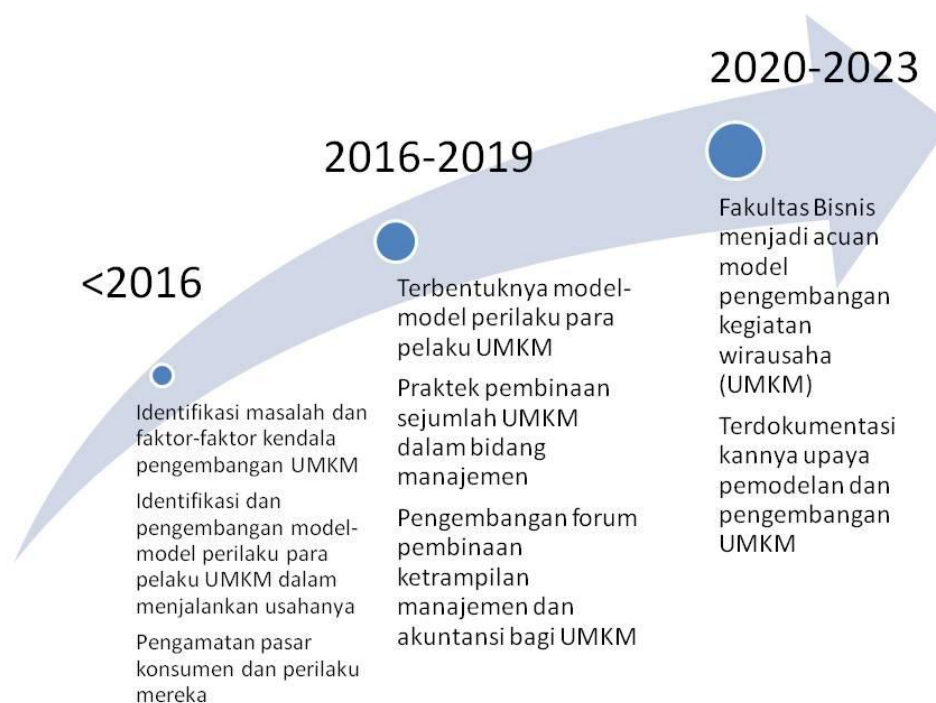 <2016
Identifikasi masalah dan
faktor-faktor kendala
pengembangan UMKM
Identifikasi dan
pengembangan model-
model perilaku para
pelaku UMKM dalam
menjalankan usahanya
Pengamatan pasar
konsumen dan perilaku
mereka
2016-2019
Terbentuknya model-
model perilaku para
pelaku UMKM
Praktek pembinaan
sejumlah UMKM
dalam bidang
manajemen
Pengembangan forum
pembinaan
ketrampilan
manajemen dan
akuntansi bagi UMKM
2020-2023
Fakultas Bisnis
menjadi acuan
model
pengembangan
kegiatan
wirausaha
(UMKM)
Terdokumentasi
kannya upaya
pemodelan dan
pengembangan
UMKM